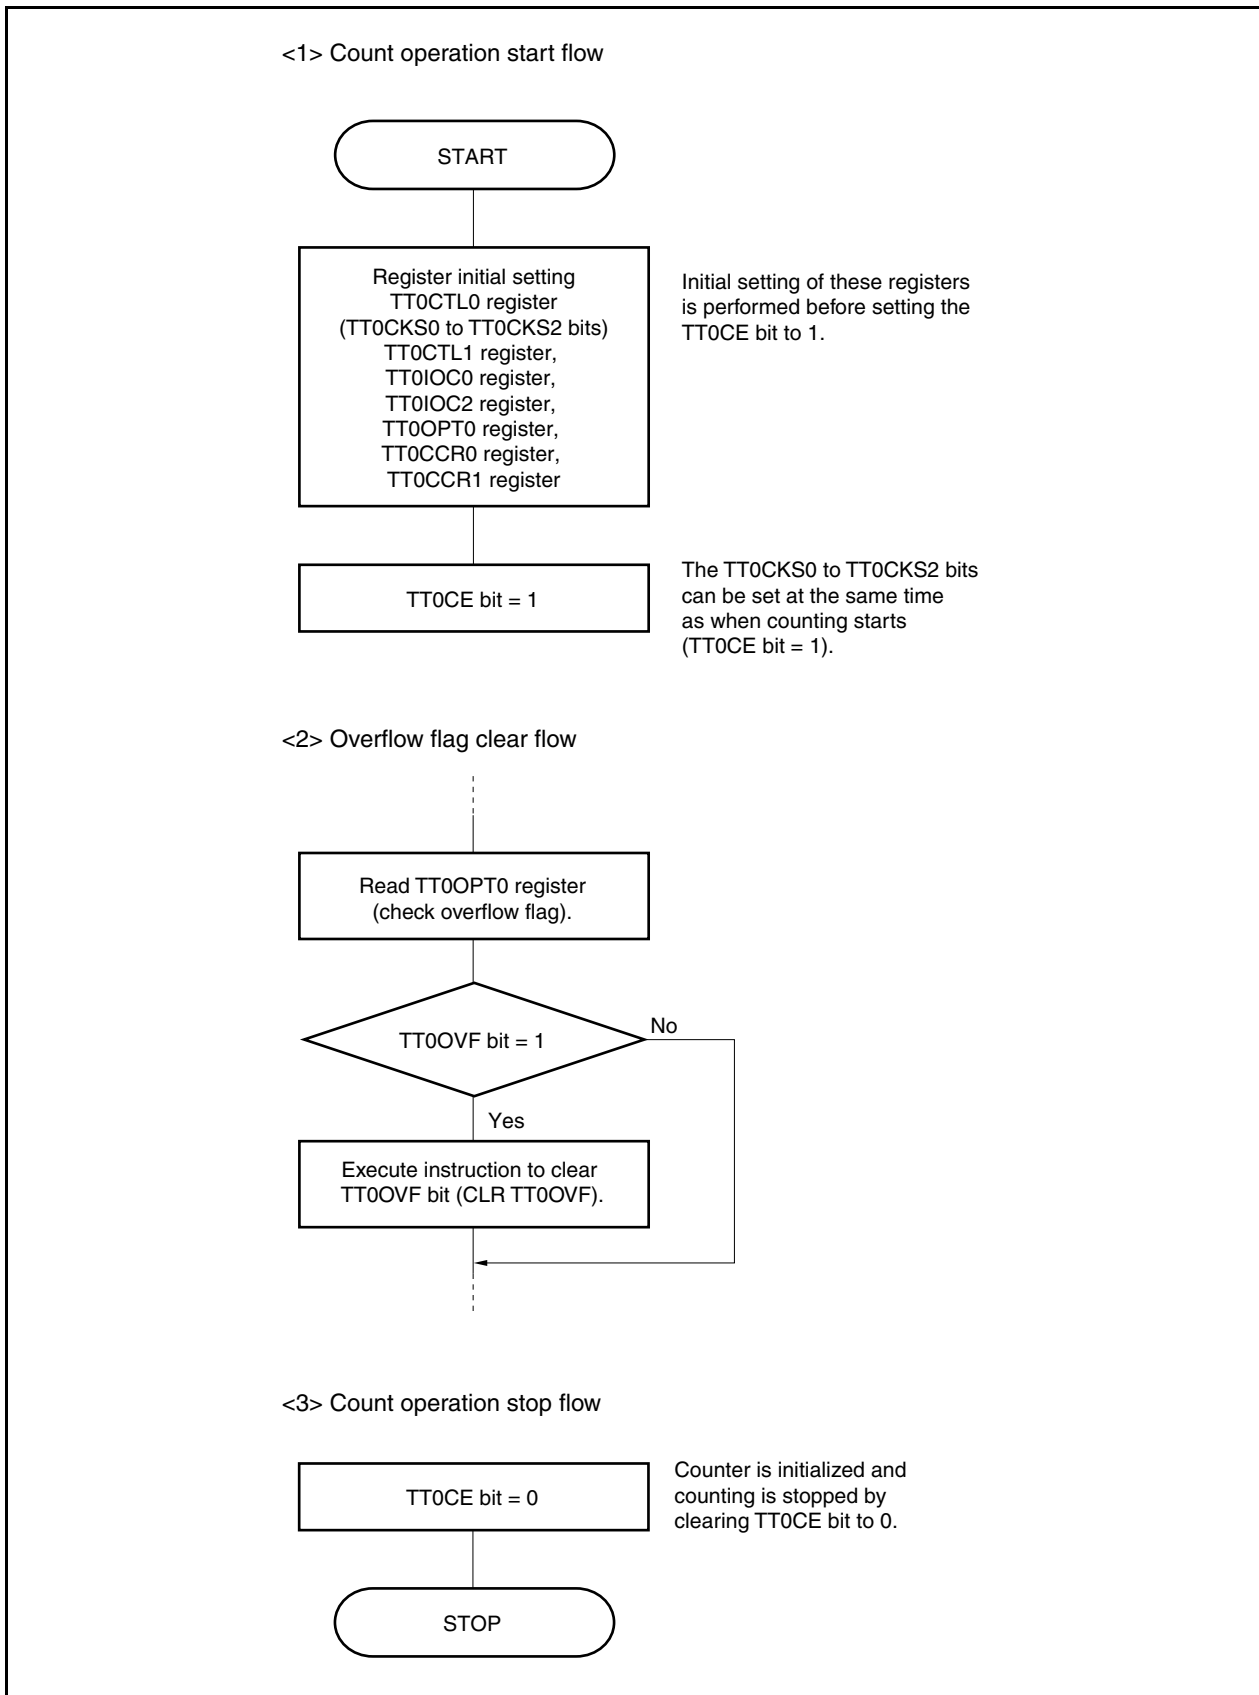 <1> Count operation start flow
START
Register initial setting
TT0CTL0 register
(TT0CKS0 to TT0CKS2 bits)
TT0CTL1 register,
TT0IOC0 register,
TT0IOC2 register,
TT0OPT0 register,
TT0CCR0 register,
TT0CCR1 register
Initial setting of these registers
is performed before setting the
TT0CE bit to 1.
TT0CE bit = 1
The TT0CKS0 to TT0CKS2 bits
can be set at the same time
as when counting starts
(TT0CE bit = 1).
<2> Overflow flag clear flow
Read TT0OPT0 register
(check overflow flag).
TT0OVF bit = 1
No
Yes
Execute instruction to clear
TT0OVF bit (CLR TT0OVF).
<3> Count operation stop flow
TT0CE bit = 0
Counter is initialized and
counting is stopped by
clearing TT0CE bit to 0.
STOP